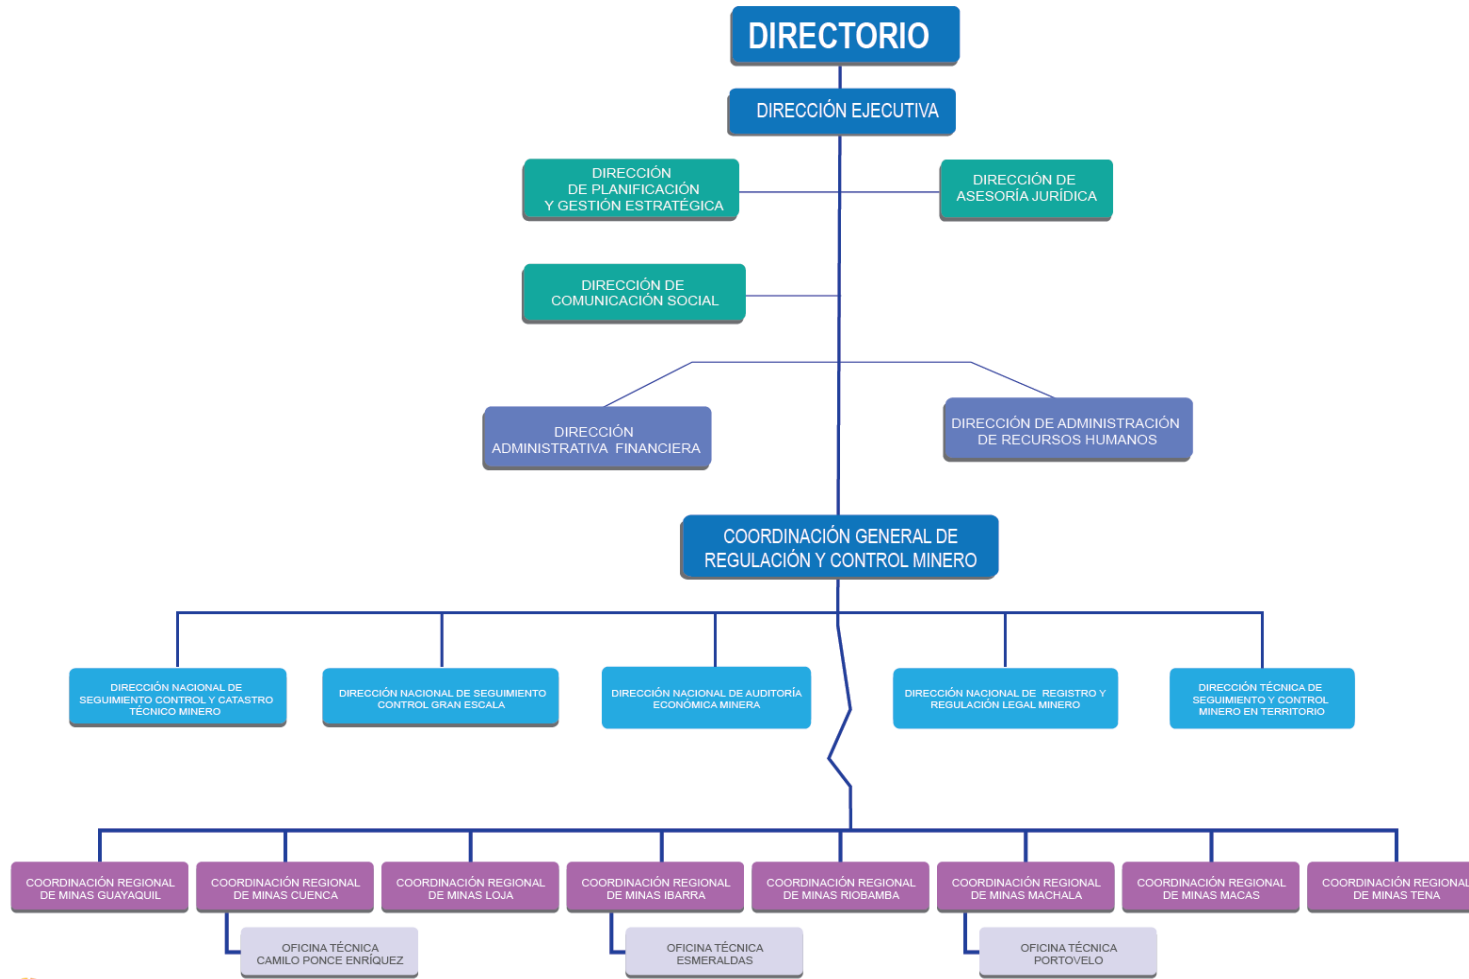 DIRECTORIO
DIRECCIÓN EJECUTIVA
DIRECCIÓN
DE PLANIFICACIÓN
Y GESTIÓN ESTRATÉGICA
DIRECCIÓN DE
ASESORÍA JURÍDICA
DIRECCIÓN DE
COMUNICACIÓN SOCIAL
DIRECCIÓN
ADMINISTRATIVA FINANCIERA
DIRECCIÓN DE ADMINISTRACIÓN
DE RECURSOS HUMANOS
COORDINACIÓN GENERAL DE
REGULACIÓN Y CONTROL MINERO
DIRECCIÓN NACIONAL DE
SEGUIMIENTO CONTROL Y CATASTRO
TÉCNICO MINERO
DIRECCIÓN NACIONAL DE SEGUIMIENTO
CONTROL GRAN ESCALA
DIRECCIÓN NACIONAL DE AUDITORÍA
ECONÓMICA MINERA
DIRECCIÓN NACIONAL DE REGISTRO Y
REGULACIÓN LEGAL MINERO
DIRECCIÓN TÉCNICA DE
SEGUIMIENTO Y CONTROL
MINERO EN TERRITORIO
COORDINACIÓN REGIONAL
DE MINAS GUAYAQUIL
COORDINACIÓN REGIONAL
DE MINAS CUENCA
COORDINACIÓN REGIONAL
DE MINAS LOJA
COORDINACIÓN REGIONAL
DE MINAS IBARRA
COORDINACIÓN REGIONAL
DE MINAS RIOBAMBA
COORDINACIÓN REGIONAL
DE MINAS MACHALA
COORDINACIÓN REGIONAL
DE MINAS MACAS
COORDINACIÓN REGIONAL
DE MINAS TENA
OFICINA TÉCNICA
CAMILO PONCE ENRÍQUEZ
OFICINA TÉCNICA
ESMERALDAS
OFICINA TÉCNICA
PORTOVELO